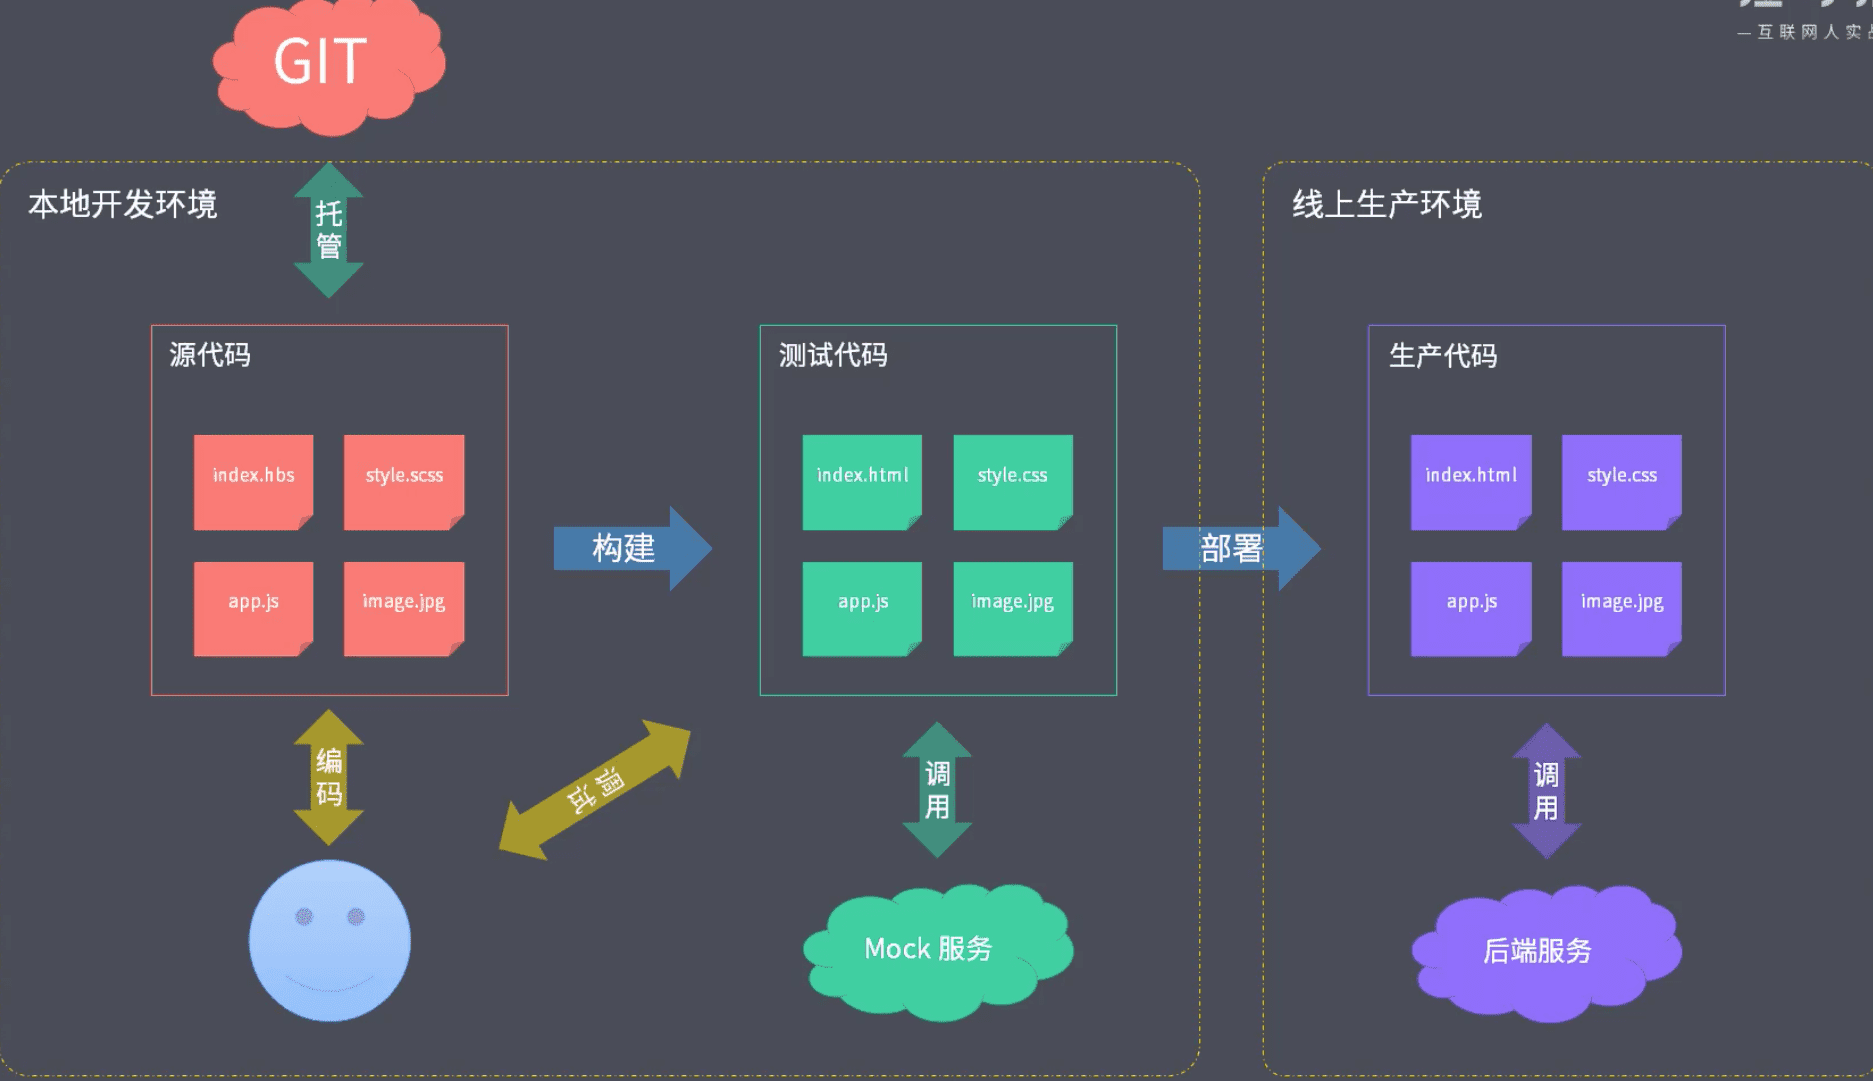 GIT
—互联网人实
本地开发环境
托管
线上生产环境
源代码
测试代码
生产代码
index.hbs
style.scss
index.html
style.css
index.html
style.css
构建
部署
app.js
image.jpg
app.js
image.jpg
app.js
image.jpg
编码
调试
调用
调用
Mock 服务
后端服务